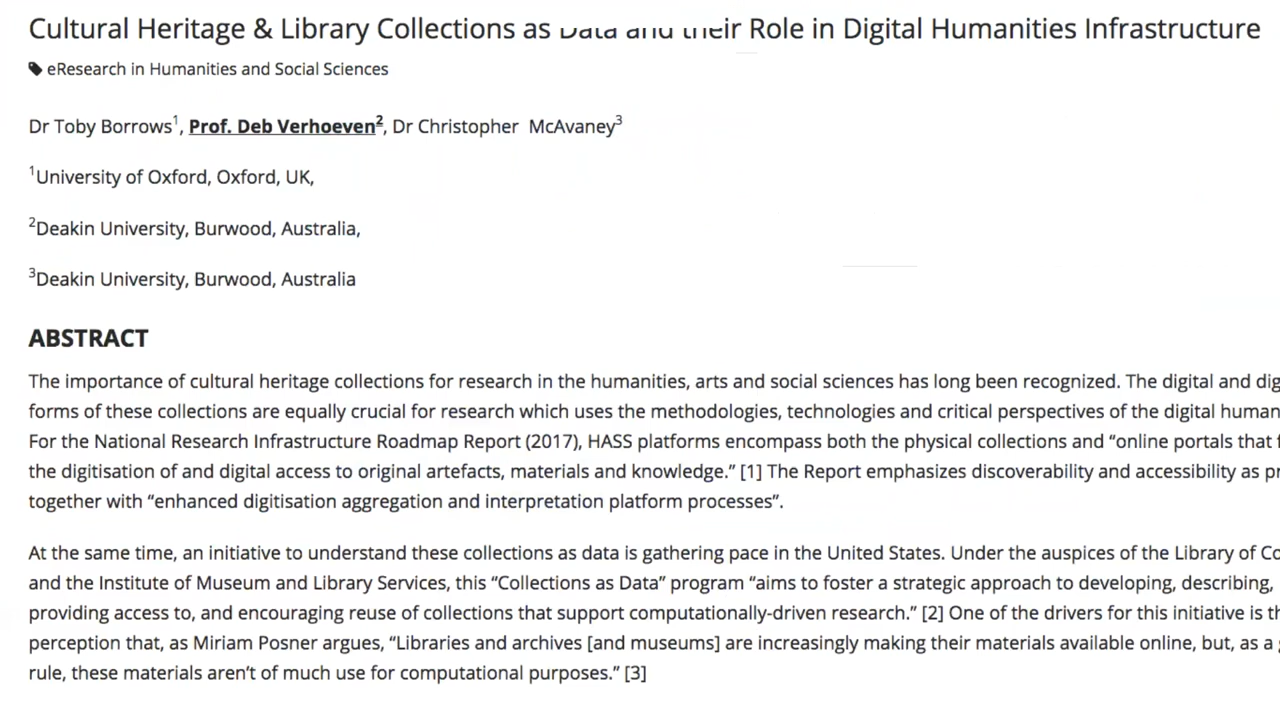 Cultural Heritage & Library Collections as Data and their Role in Digital Humanities Infrastructure
eResearch in Humanities and Social Sciences
Dr Toby Borrows¹, Prof. Deb Verhoeven², Dr Christopher McAvaney³
¹University of Oxford, Oxford, UK,
²Deakin University, Burwood, Australia,
³Deakin University, Burwood, Australia
ABSTRACT
The importance of cultural heritage collections for research in the humanities, arts and social sciences has long been recognized. The digital and dig
forms of these collections are equally crucial for research which uses the methodologies, technologies and critical perspectives of the digital human
For the National Research Infrastructure Roadmap Report (2017), HASS platforms encompass both the physical collections and “online portals that
the digitisation of and digital access to original artefacts, materials and knowledge.” [1] The Report emphasizes discoverability and accessibility as pr
together with “enhanced digitisation aggregation and interpretation platform processes”.
At the same time, an initiative to understand these collections as data is gathering pace in the United States. Under the auspices of the Library of Co
and the Institute of Museum and Library Services, this “Collections as Data” program “aims to foster a strategic approach to developing, describing,
providing access to, and encouraging reuse of collections that support computationally-driven research.” [2] One of the drivers for this initiative is th
perception that, as Miriam Posner argues, “Libraries and archives [and museums] are increasingly making their materials available online, but, as a
rule, these materials aren’t of much use for computational purposes.” [3]